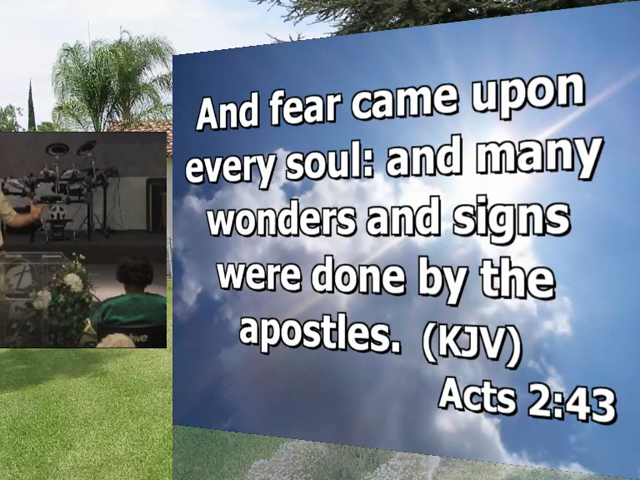 And fear came upon
every soul: and many
wonders and signs
were done by the
apostles. (KJV)
Acts 2:43